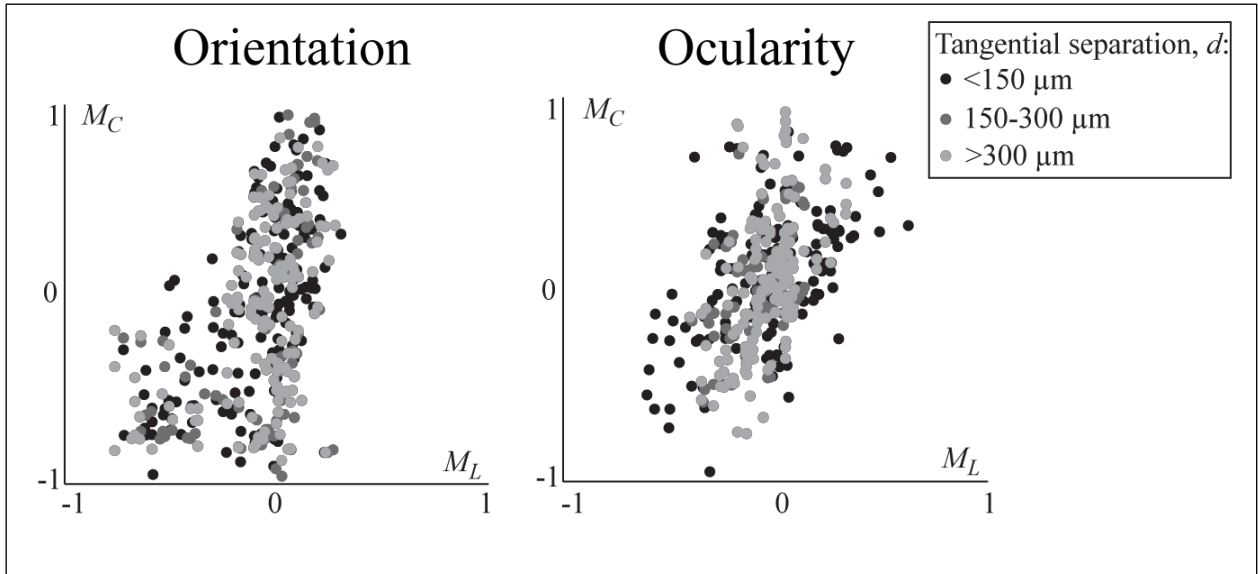 Orientation
1
M_C
0
-1
-1
0
M_L
1
Ocularity
1
M_C
0
-1
-1
0
M_L
1
Tangential separation, d:
<150 µm
150-300 µm
>300 µm